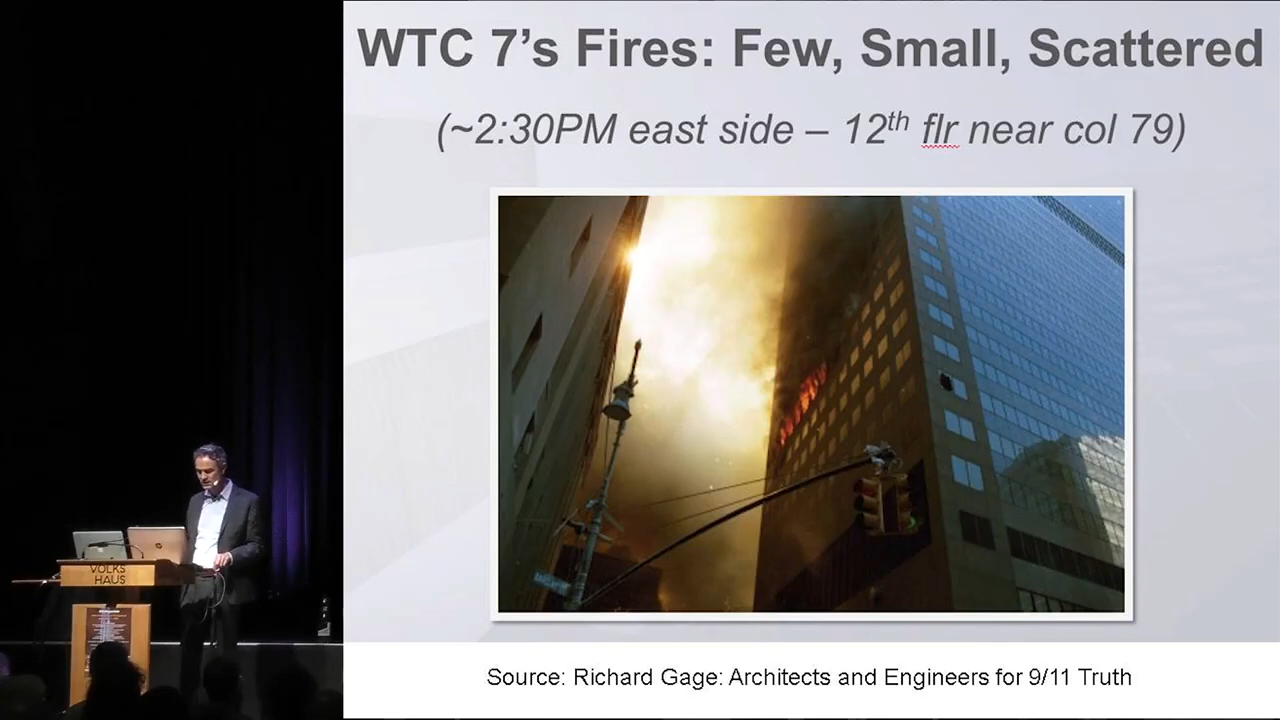 WTC 7’s Fires: Few, Small, Scattered
(~2:30PM east side – 12th flr near col 79)
Source: Richard Gage: Architects and Engineers for 9/11 Truth
VOLKS
HAUS